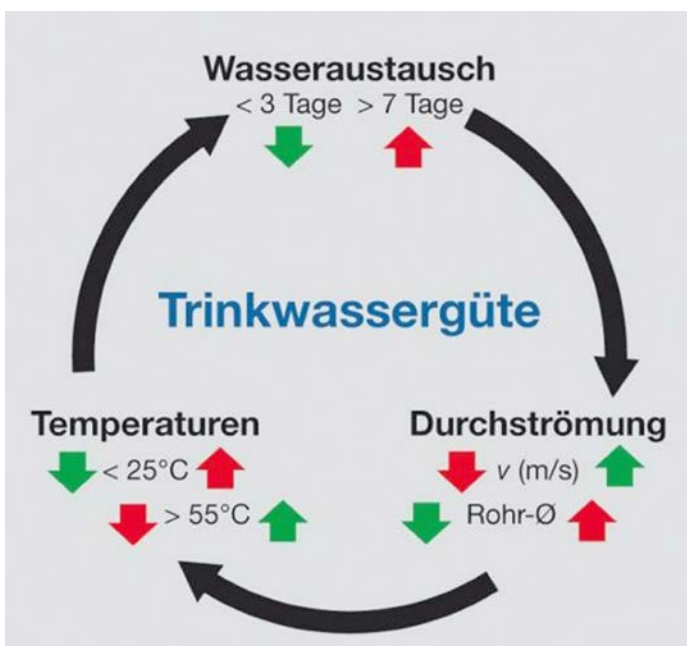 Wasseraustausch
< 3 Tage > 7 Tage
Trinkwassergüte
Temperaturen
< 25°C
> 55°C
Durchströmung
v (m/s)
Rohr-Ø